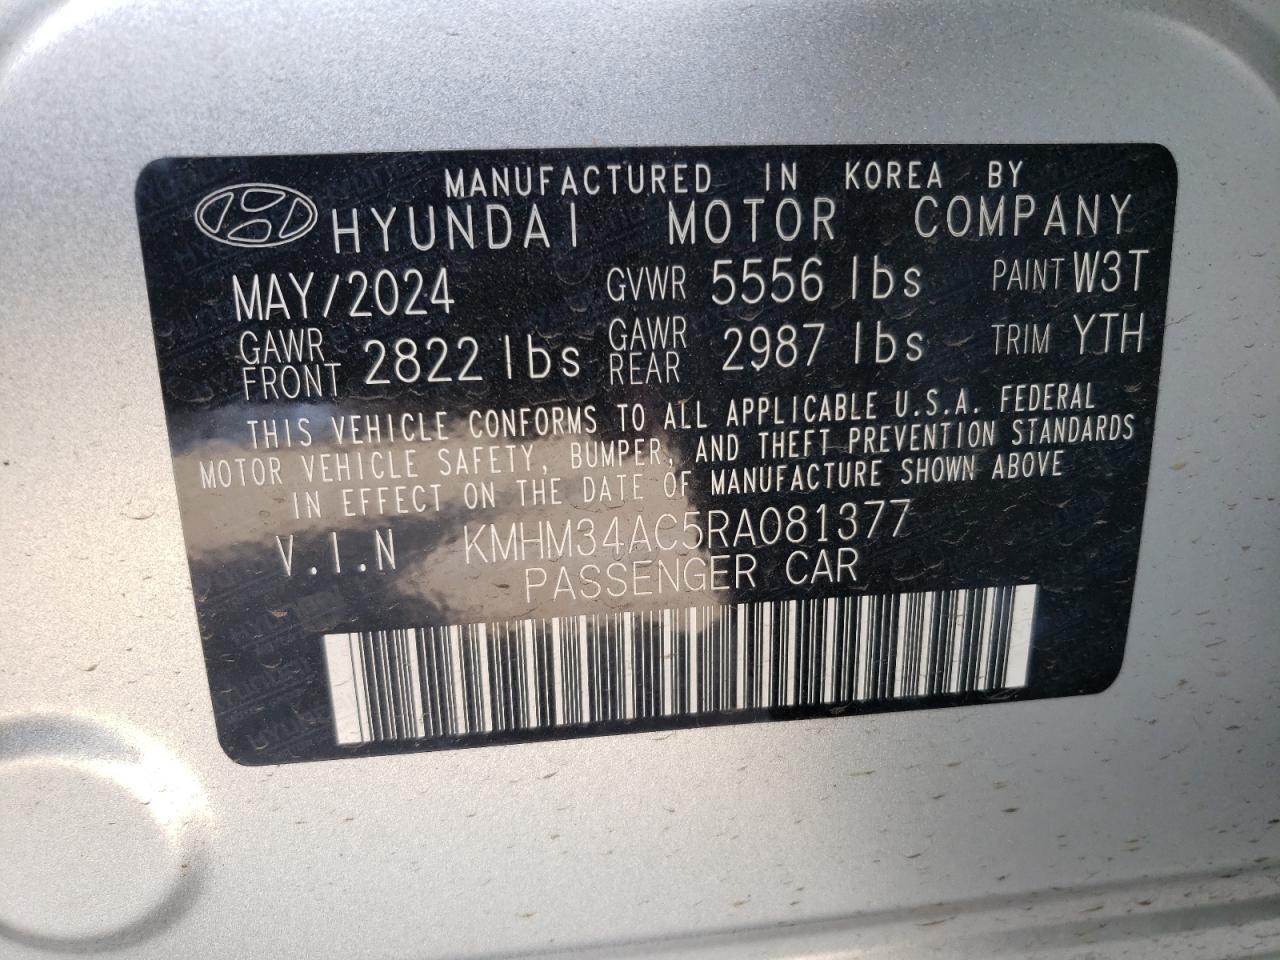 MANUFACTURED IN KOREA BY
HYUNDAI MOTOR COMPANY
MAY/2024 GVWR 5556 lbs PAINT W3T
GAWR FRONT 2822 lbs GAWR REAR 2987 lbs TRIM YTH
THIS VEHICLE CONFORMS TO ALL APPLICABLE U.S.A. FEDERAL
MOTOR VEHICLE SAFETY, BUMPER, AND THEFT PREVENTION STANDARDS
IN EFFECT ON THE DATE OF MANUFACTURE SHOWN ABOVE
V.I.N KMHM34AC5RA081377
PASSENGER CAR